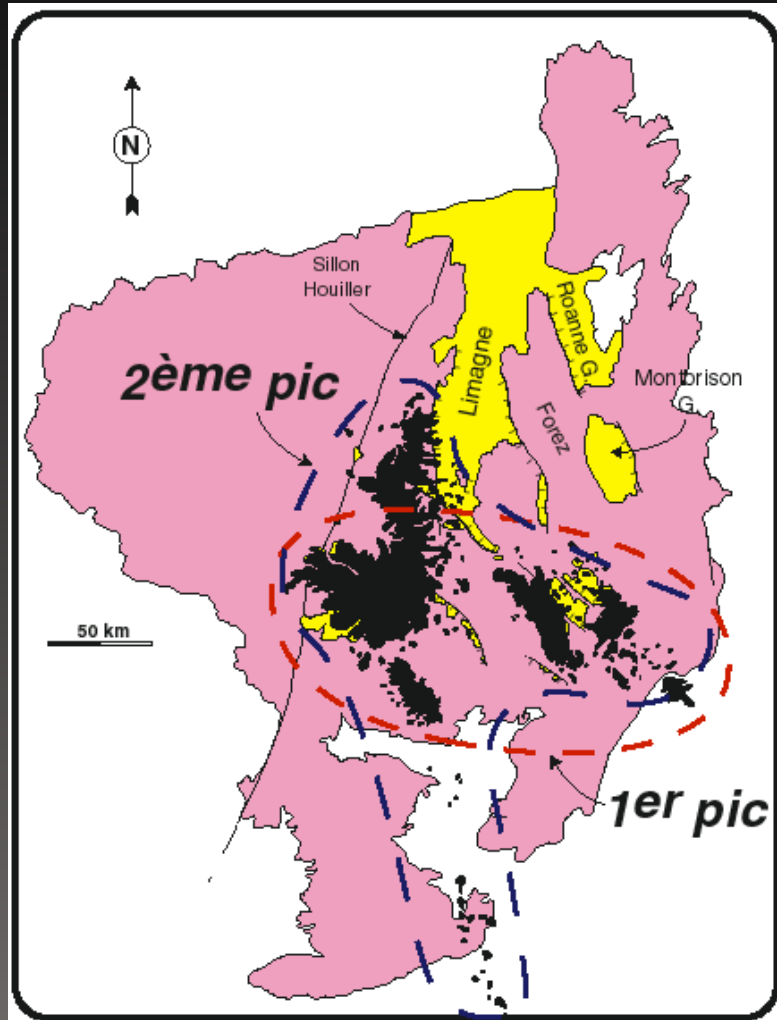 N
Sillon
Houiller
2ème pic
Limagne
Roanne G.
Forez
Montbrison
G.
50 km
1er pic